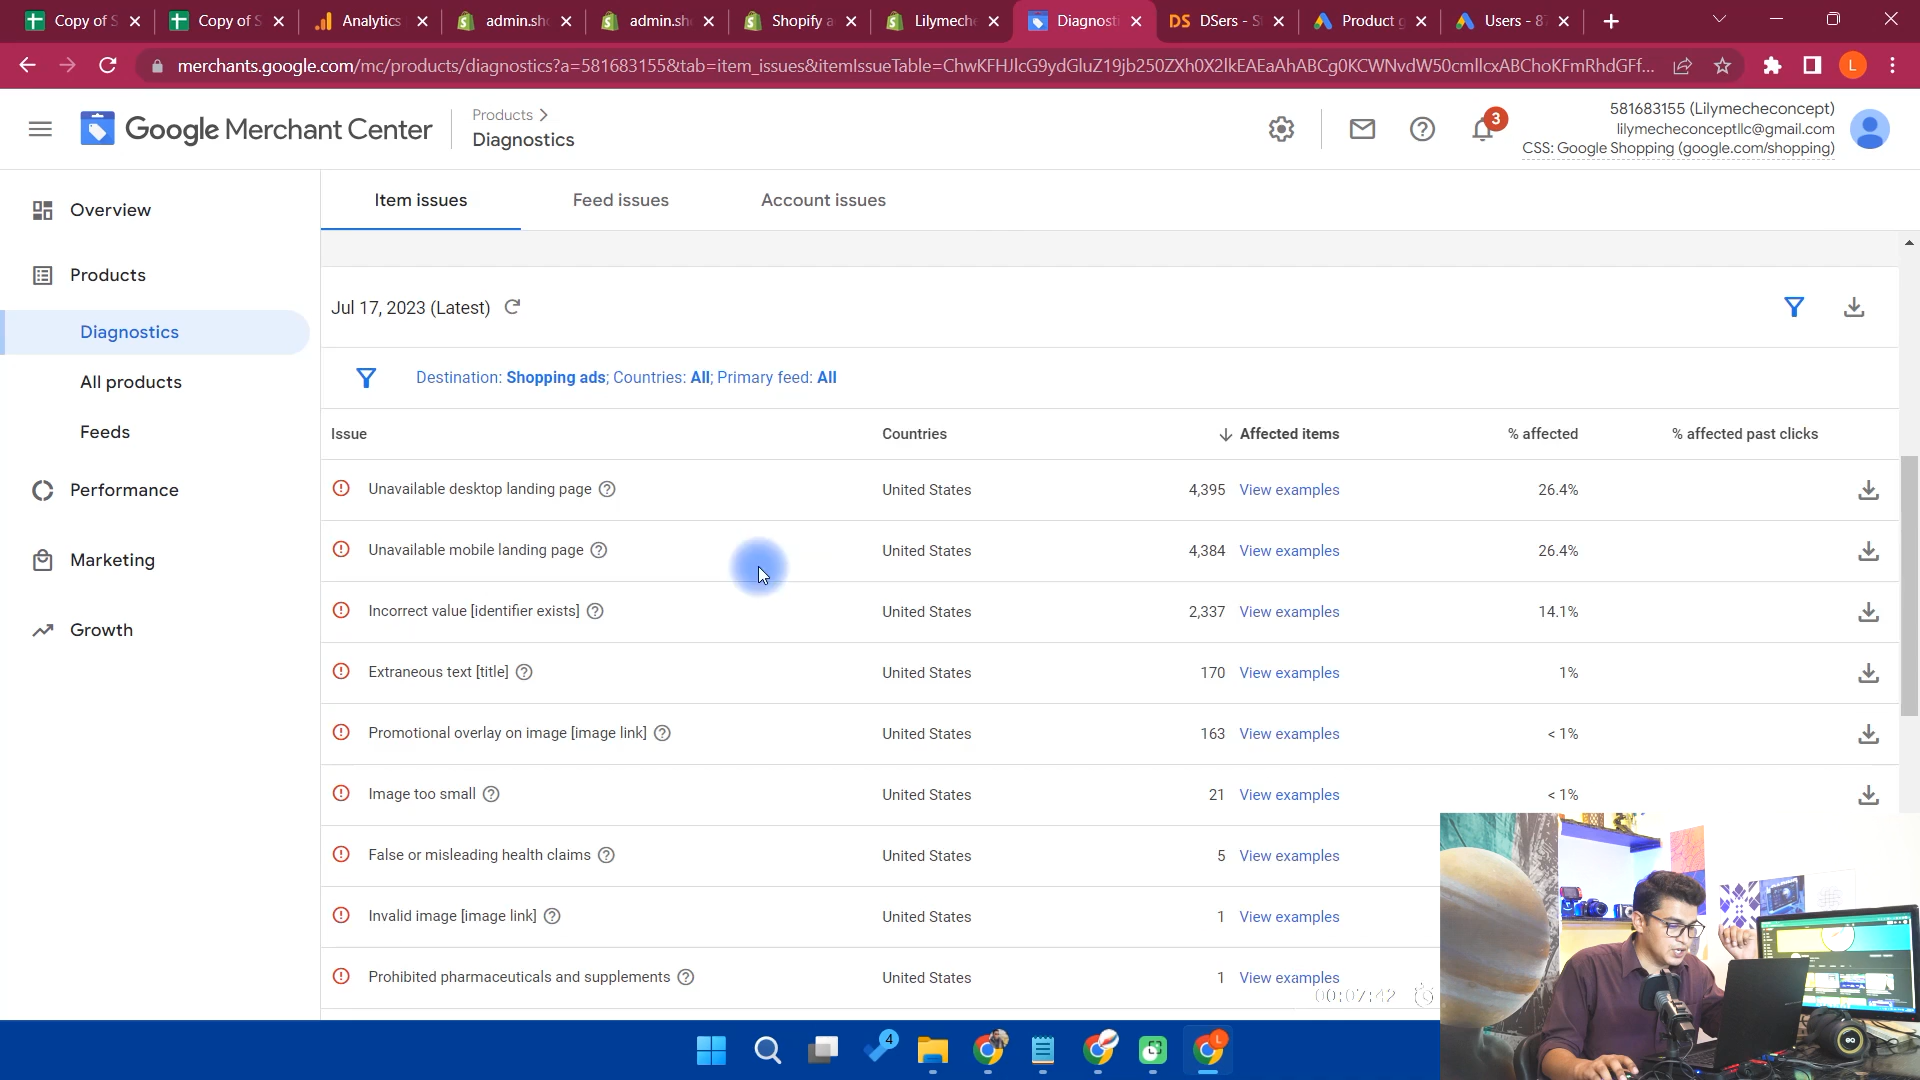 Copy of S
Copy of S
Analytics
admin.sh
admin.sh
Shopify a
Lilymech
Diagnosti
DS DSers - S
Product g
Users - 87
merchants.google.com/mc/products/diagnostics?a=581683155&tab=item_issues&itemIssueTable=ChwKFHJlcG9ydGluZ19jb250ZXh0X2lkEAEaAhABCg0KCWNvdW50cmllcxABChoKFmRhdGFf...
L
Google Merchant Center
Products
Diagnostics
3
581683155 (Lilymecheconcept)
lilymecheconceptllc@gmail.com
CSS: Google Shopping (google.com/shopping)
Overview
Products
Diagnostics
All products
Feeds
Performance
Marketing
Growth
Item issues
Feed issues
Account issues
Jul 17, 2023 (Latest)
Destination: Shopping ads; Countries: All; Primary feed: All
Issue Countries Affected items % affected % affected past clicks
Unavailable desktop landing page United States 4,395 View examples 26.4%
Unavailable mobile landing page United States 4,384 View examples 26.4%
Incorrect value [identifier exists] United States 2,337 View examples 14.1%
Extraneous text [title] United States 170 View examples 1%
Promotional overlay on image [image link] United States 163 View examples < 1%
Image too small United States 21 View examples < 1%
False or misleading health claims United States 5 View examples
Invalid image [image link] United States 1 View examples
Prohibited pharmaceuticals and supplements United States 1 View examples
00:07:42
4
L